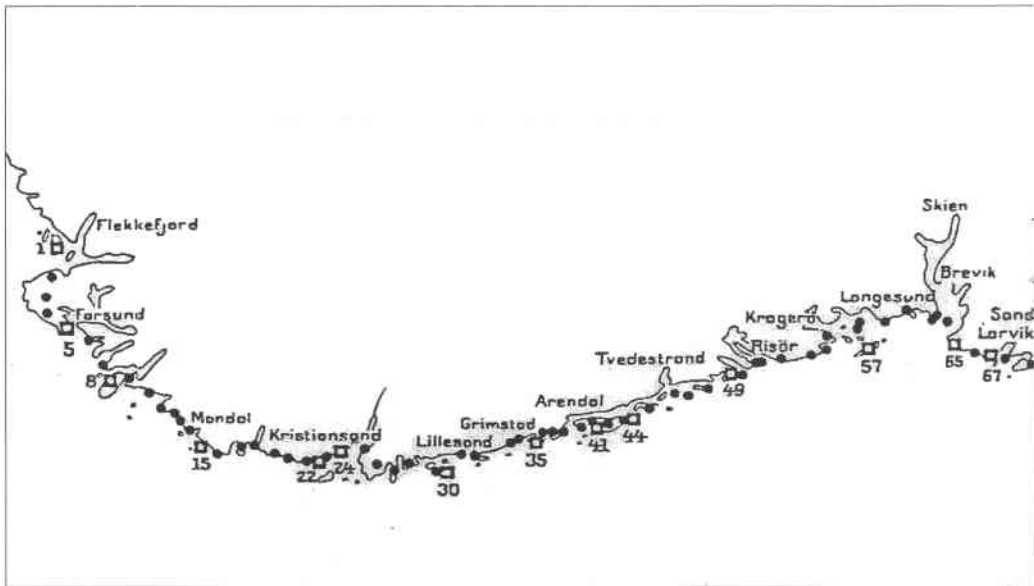 Skien
Flekkefjord
1
Brevik
Farsund
5
Langesund
Kragerø
Sand
Larvik
Tvedestrand
Risör
57
65
67
8
49
Arendal
Mandal
Grimstad
44
Kristiansand
Lillesand
41
15
22
24
35
30